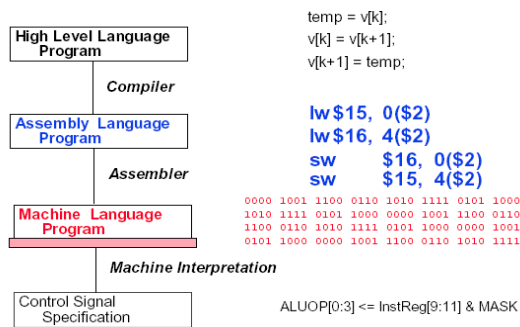 temp = v[k];
High Level Language
Program
v[k] = v[k+1];
v[k+1] = temp;
Compiler
Assembly Language
Program
lw $15, 0($2)
lw $16, 4($2)
sw $16, 0($2)
sw $15, 4($2)
Assembler
Machine Language
Program
0000 1001 1100 0110 1010 1111 0101 1000
1010 1111 0101 1000 0000 1001 1100 0110
1100 0110 1010 1111 0101 1000 0000 1001
0101 1000 0000 1001 1100 0110 1010 1111
Machine Interpretation
Control Signal
Specification
ALUOP[0:3] <= InstReg[9:11] & MASK